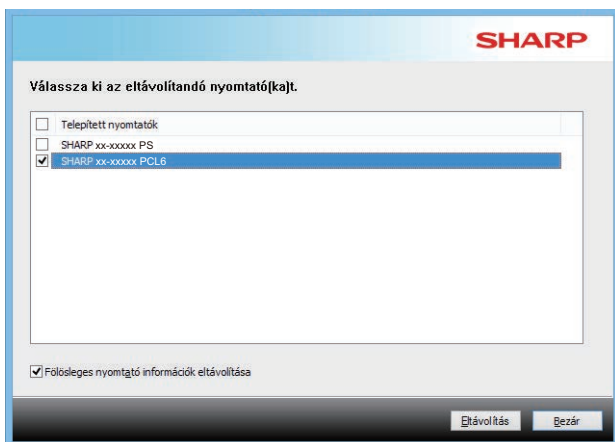 SHARP
Válassza ki az eltávolítandó nyomtató(ka)t.
Telepített nyomtatók
SHARP xx-xxxxx PS
SHARP xx-xxxxx PCL6
Fölösleges nyomtató információk eltávolítása
Eltávolítás Bezár